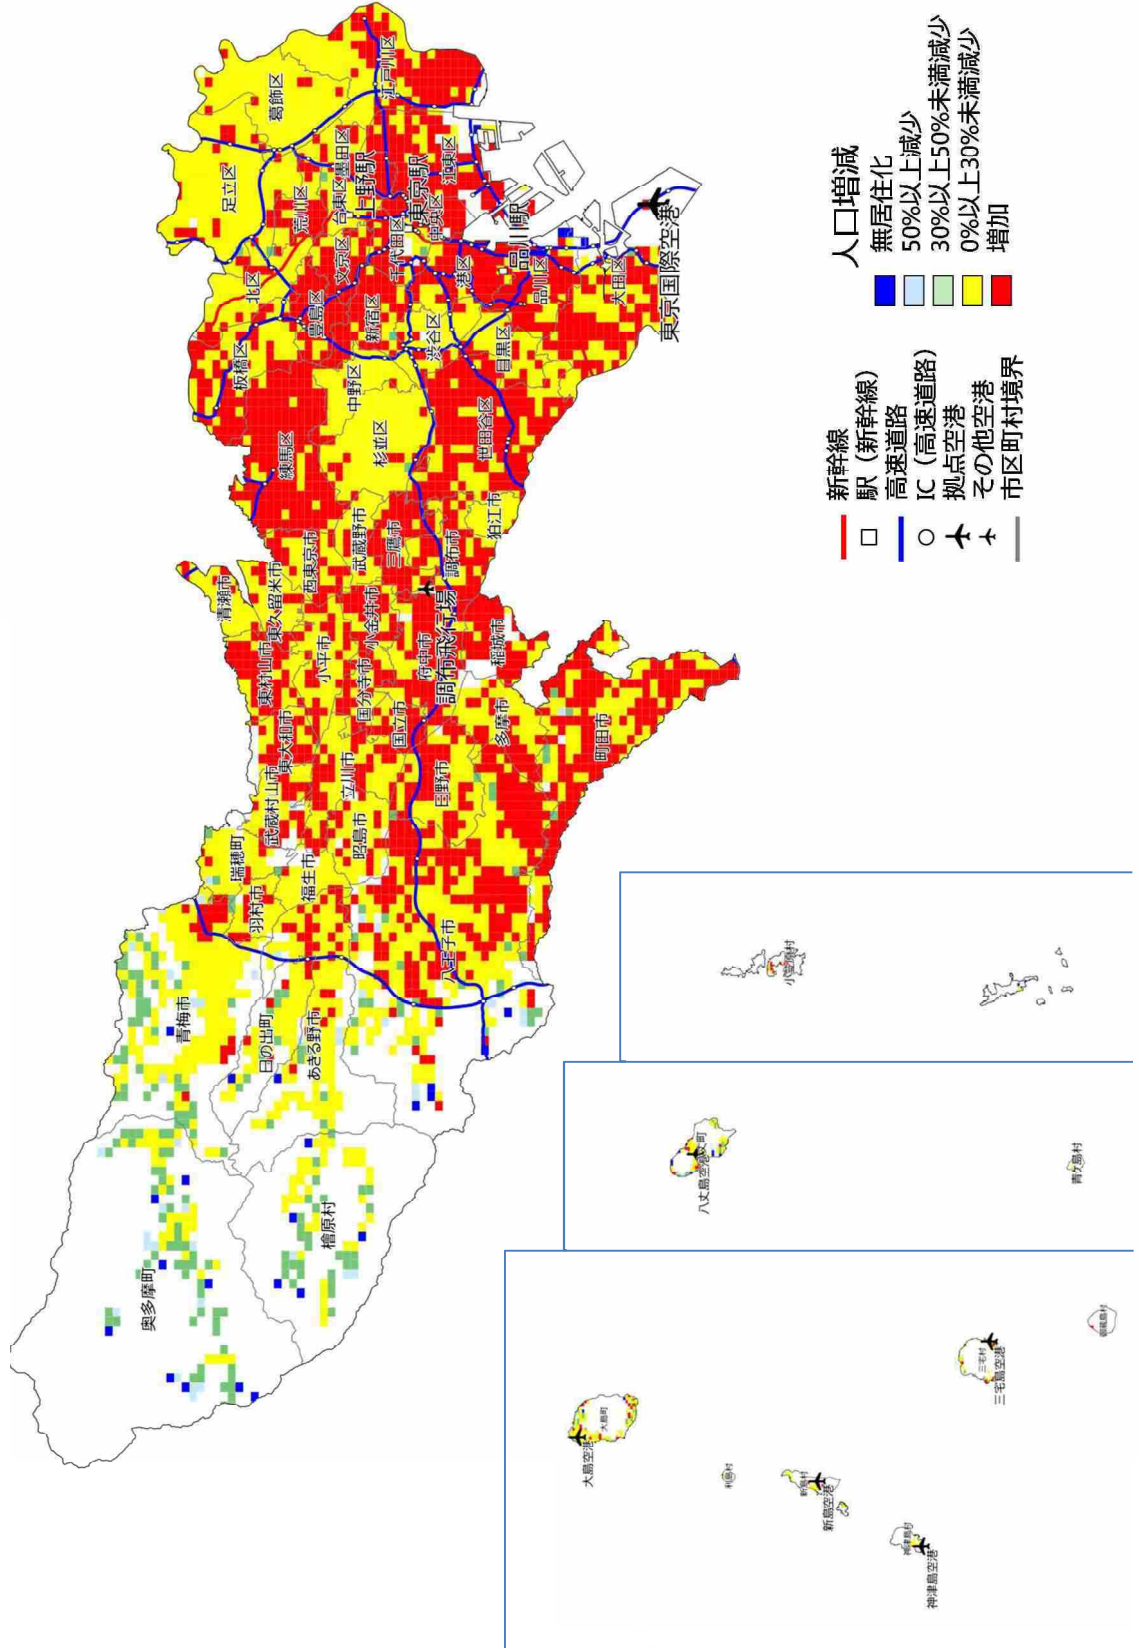 人口増減
無居住化
50%以上減少
30%以上50%未満減少
0%以上30%未満減少
増加
新幹線
駅（新幹線）
高速道路
IC（高速道路）
拠点空港
その他空港
市区町村境界
奥多摩町
檜原村
青梅市
日の出町
あきる野市
八王子市
羽村市
瑞穂町
福生市
昭島市
武蔵村山市
東大和市
立川市
日野市
多摩市
町田市
東村山市
小平市
国分寺市
国立市
府中市
調布飛行場
稲城市
清瀬市
東久留米市
西東京市
小金井市
武蔵野市
三鷹市
調布市
狛江市
練馬区
杉並区
世田谷区
板橋区
中野区
豊島区
新宿区
渋谷区
目黒区
北区
文京区
千代田区
港区
品川区
品川駅
大田区
東京国際空港
足立区
荒川区
台東区
上野駅
東京駅
中央区
墨田区
江東区
葛飾区
江戸川区
大島空港
大島町
利島村
新島村
新島空港
神津島村
神津島空港
三宅村
三宅島空港
御蔵島村
八丈島空港
八丈町
青ヶ島村
小笠原村